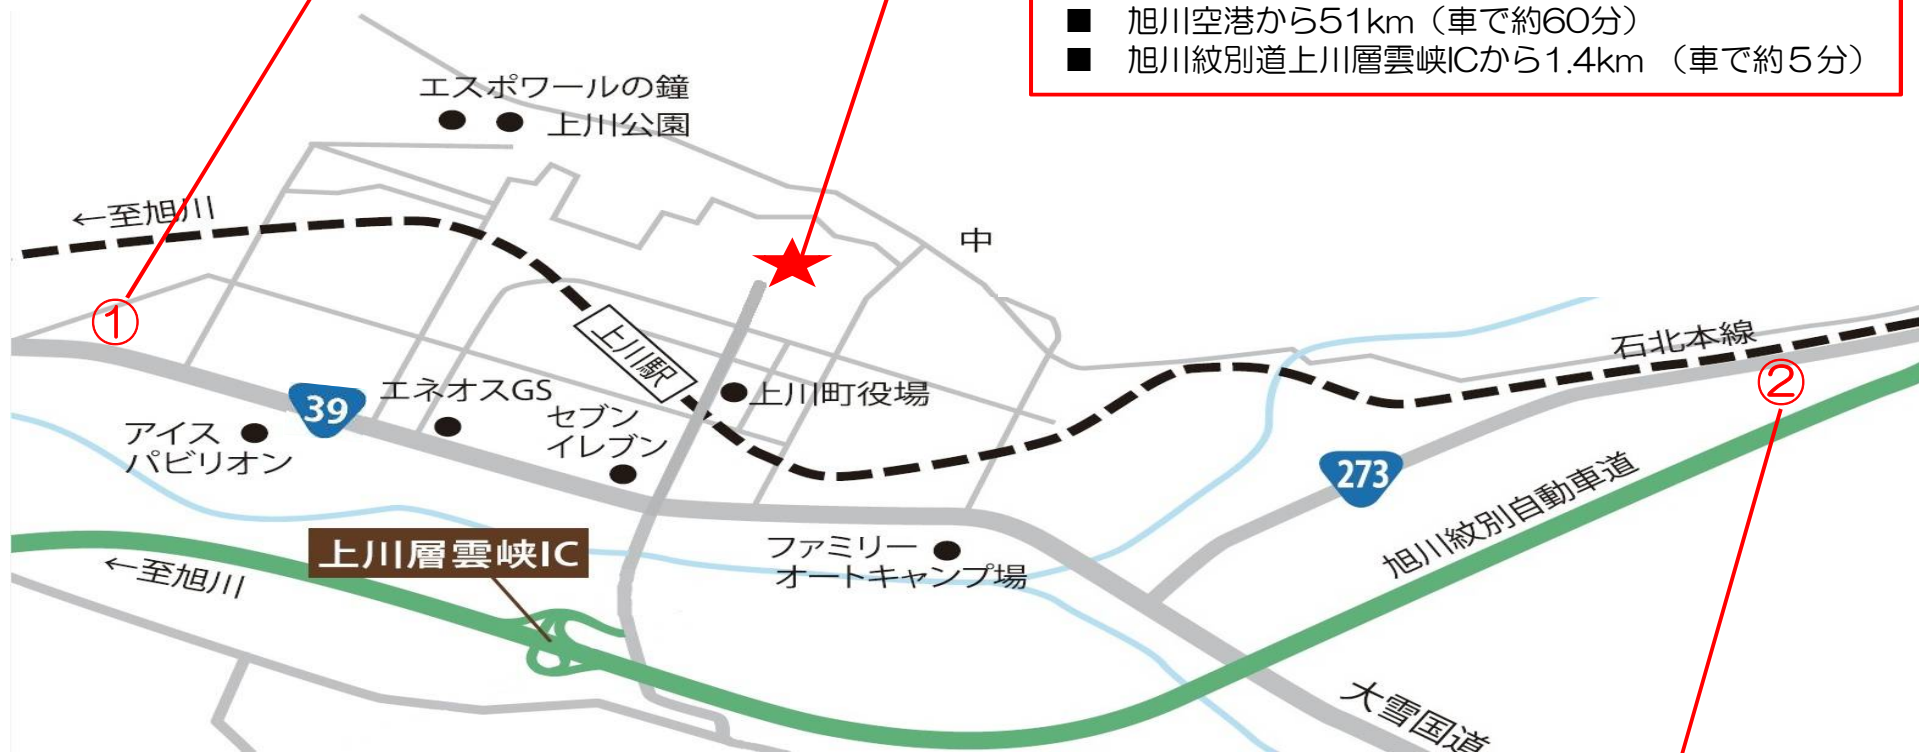 ■ 旭川空港から51km（車で約60分）
■ 旭川紋別道上川層雲峡ICから1.4km （車で約５分）
エスポワールの鐘
上川公園
←至旭川
中
①
石北本線
②
上川駅
39
エネオスGS
上川町役場
セブン
イレブン
アイス
パビリオン
273
旭川紋別自動車道
上川層雲峡IC
ファミリー
オートキャンプ場
←至旭川
大雪国道